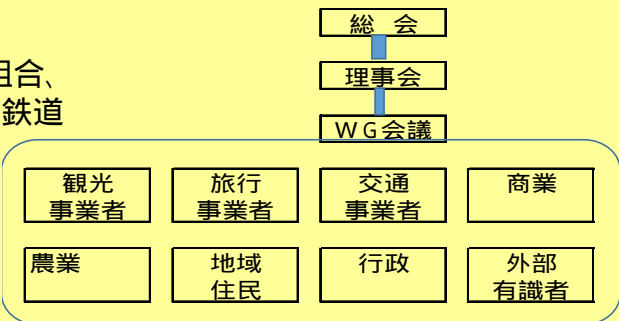 総 会
組合、
理事会
鉄道
WG会議
観光
事業者
旅行
事業者
交通
事業者
商業
農業
地域
住民
行政
外部
有識者